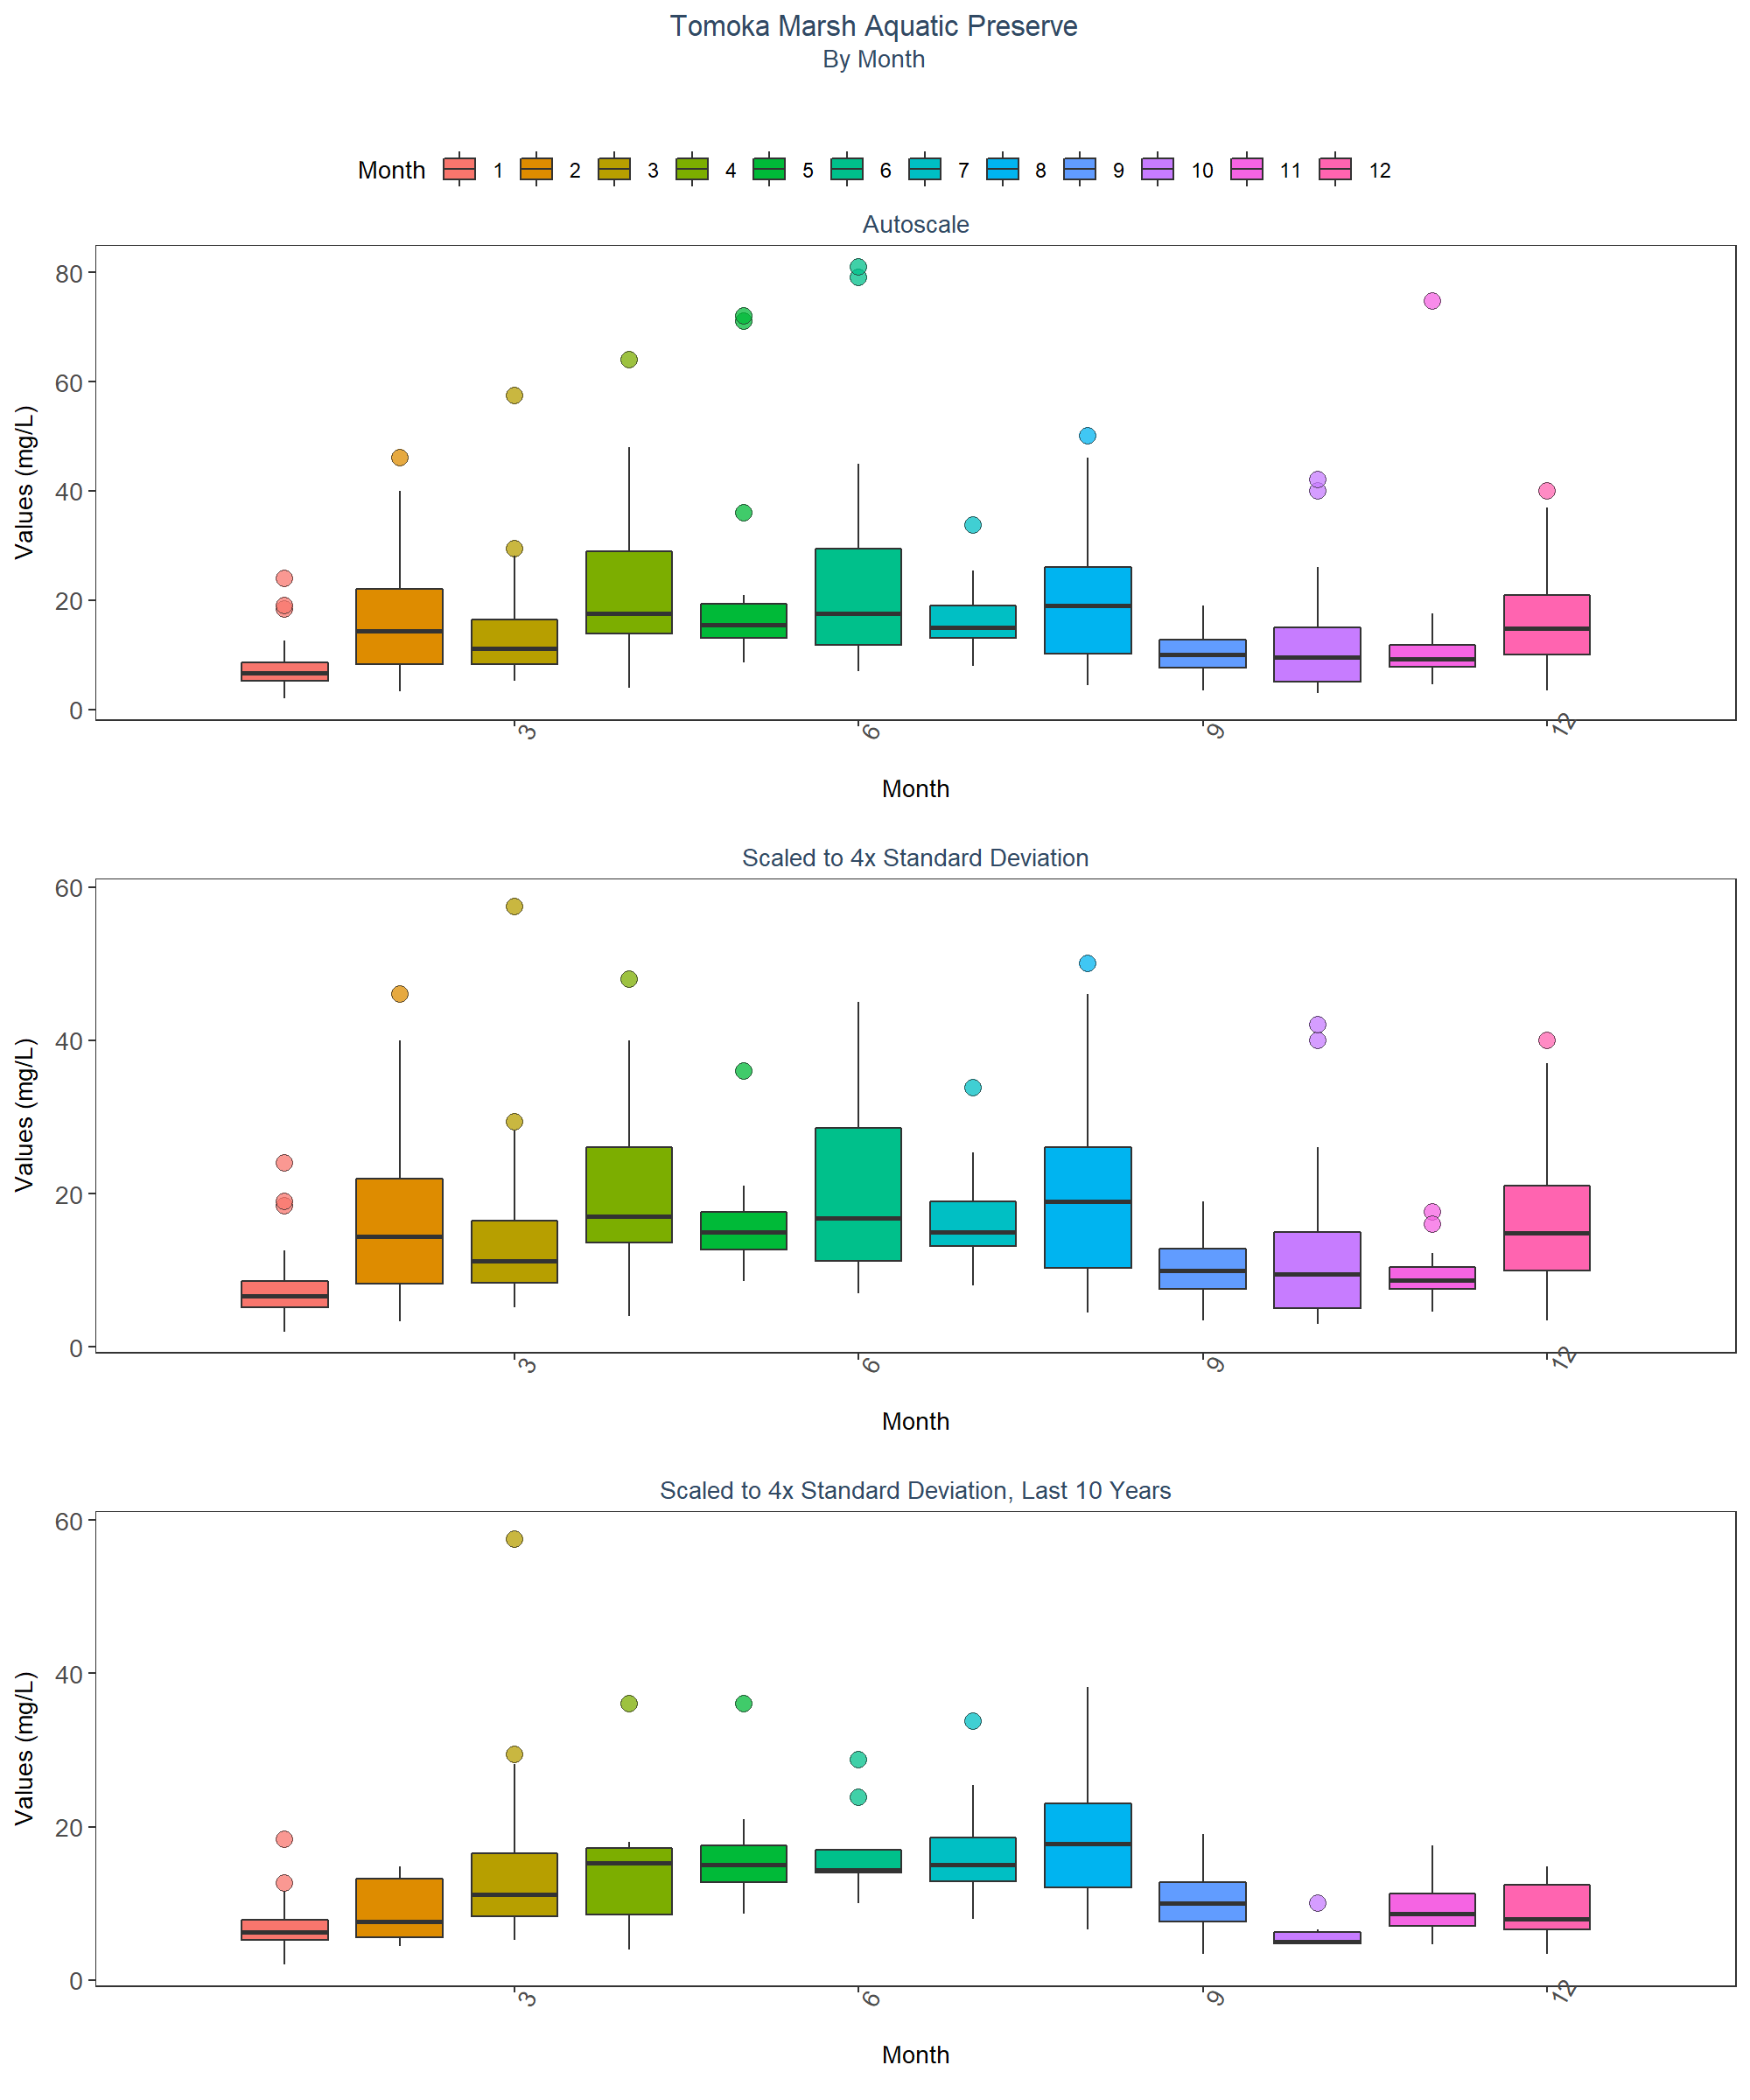 Tomoka Marsh Aquatic Preserve
By Month
Month 1 2 3 4 5 6 7 8 9 10 11 12
Autoscale
Values (mg/L)
80
60
40
20
0
3 6 9 12
Month
Scaled to 4x Standard Deviation
Values (mg/L)
60
40
20
0
3 6 9 12
Month
Scaled to 4x Standard Deviation, Last 10 Years
Values (mg/L)
60
40
20
0
3 6 9 12
Month